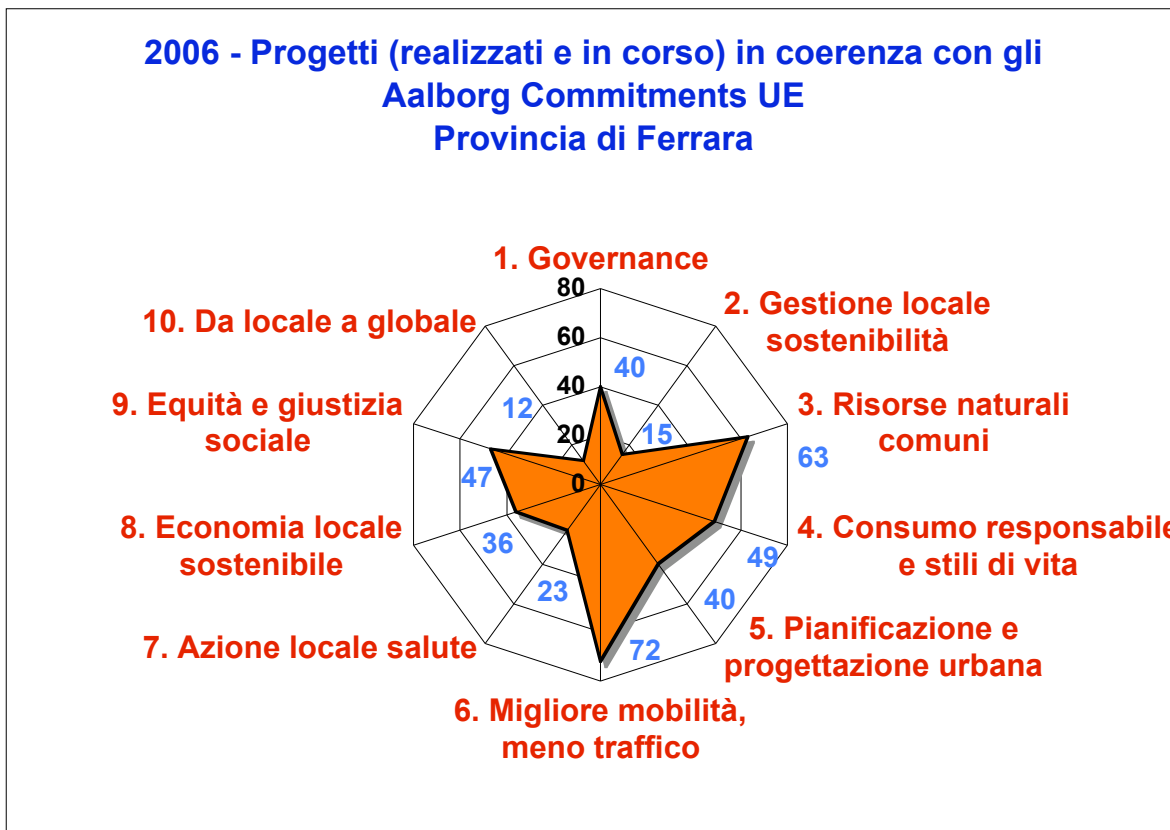 2006 - Progetti (realizzati e in corso) in coerenza con gli
Aalborg Commitments UE
Provincia di Ferrara
1. Governance
2. Gestione locale
sostenibilità
3. Risorse naturali
comuni
4. Consumo responsabile
e stili di vita
5. Pianificazione e
progettazione urbana
6. Migliore mobilità,
meno traffico
7. Azione locale salute
8. Economia locale
sostenibile
9. Equità e giustizia
sociale
10. Da locale a globale
80
60
40
20
0
40
15
63
49
40
72
23
36
47
12